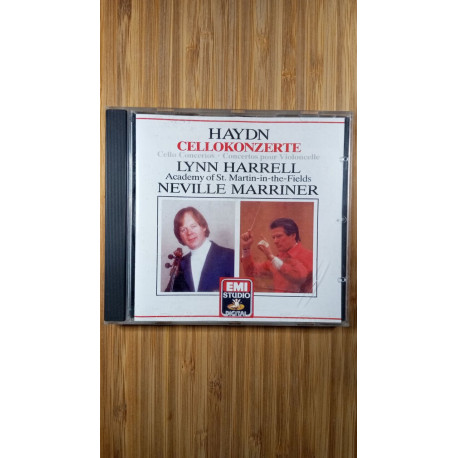 HAYDN
CELLOKONZERTE
Cello Concertos · Concertos pour Violoncelle
LYNN HARRELL
Academy of St. Martin-in-the-Fields
NEVILLE MARRINER
EMI
STUDIO
DIGITAL